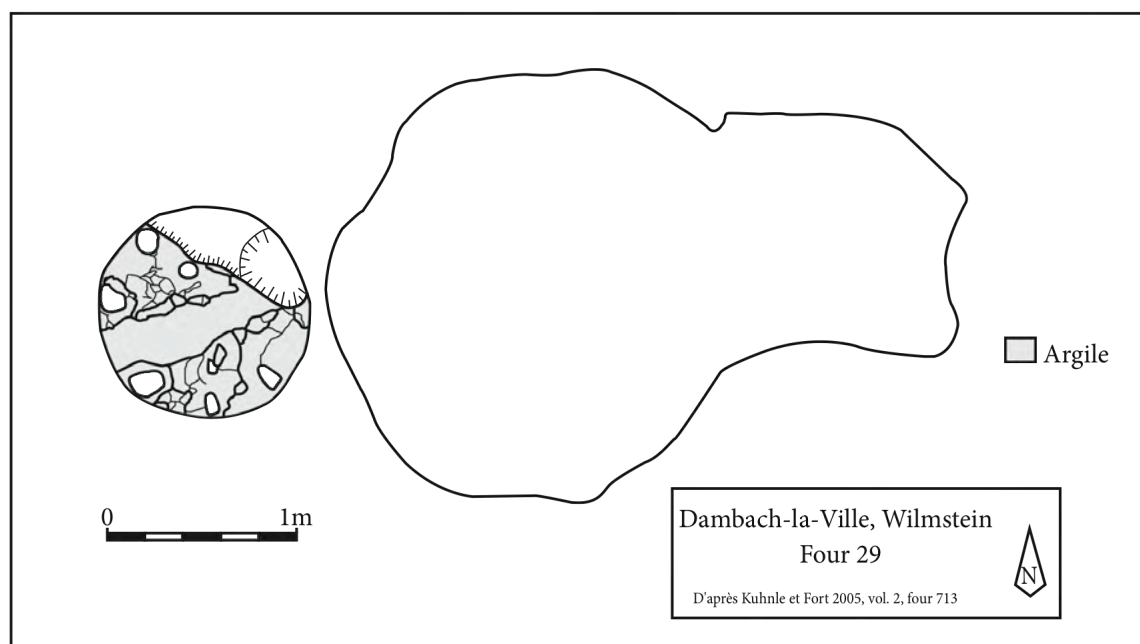 Argile
0 1m
Dambach-la-Ville, Wilmstein
Four 29
N
D'après Kuhnle et Fort 2005, vol. 2, four 713